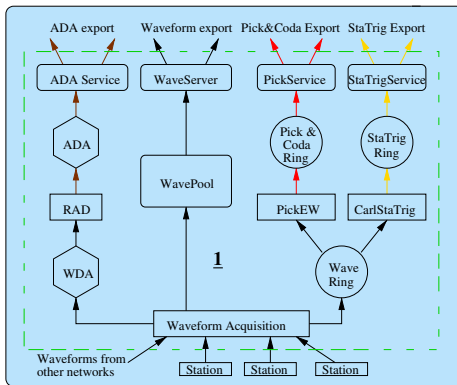 ADA export
Waveform export
Pick&Coda Export
StaTrig Export
ADA Service
WaveServer
PickService
StaTrigService
ADA
Pick &
Coda
Ring
StaTrig
Ring
WavePool
RAD
PickEW
CarlStaTrig
WDA
1
Wave
Ring
Waveform Acquisition
Waveforms from
other networks
Station
Station
Station